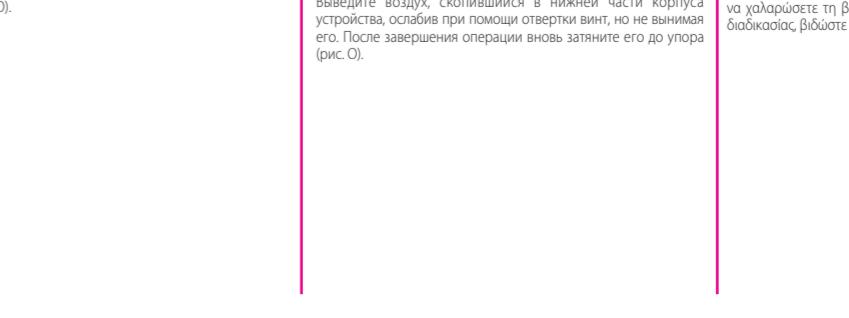 О).
Выведите воздух, скопившийся в нижней части корпуса
устройства, ослабив при помощи отвертки винт, но не вынимая
его. После завершения операции вновь затяните его до упора
(рис. О).
να χαλαρώσετε τη β
διαδικασίας, βιδώστε